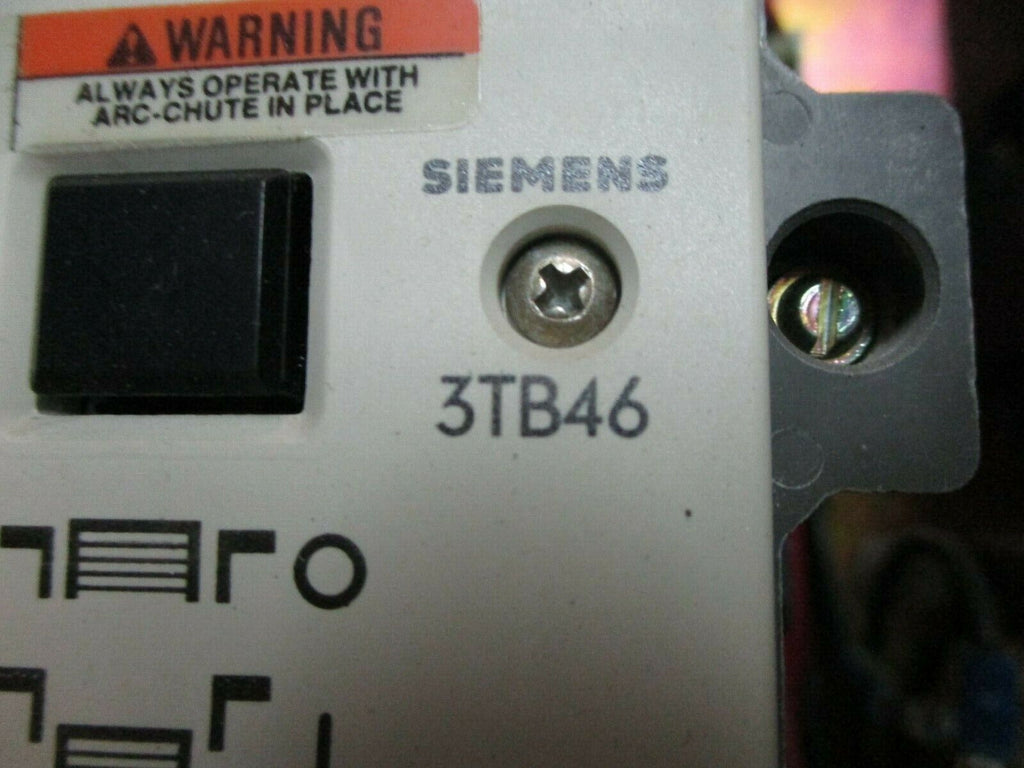 WARNING
ALWAYS OPERATE WITH
ARC-CHUTE IN PLACE
SIEMENS
3TB46
O
I